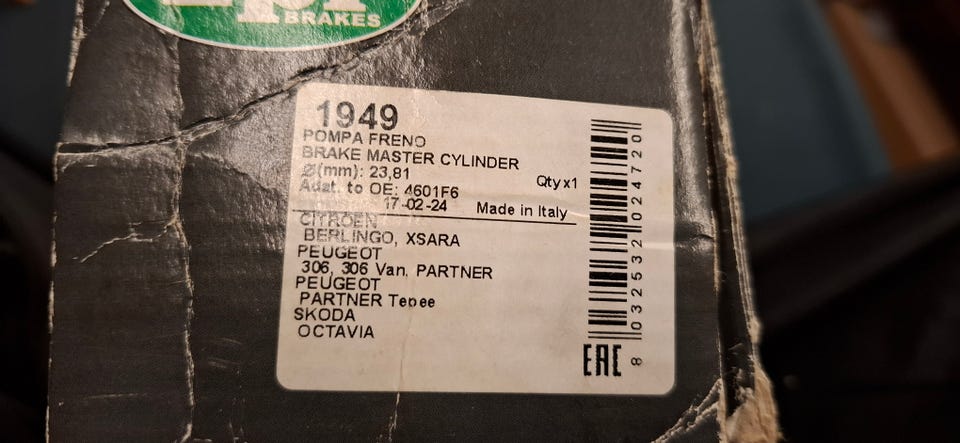 BRAKES
1949
POMPA FRENO
BRAKE MASTER CYLINDER
Ø(mm): 23,81
Qty x1
Adat. to OE: 4601F6
17-02-24 Made in Italy
CITROEN
BERLINGO, XSARA
PEUGEOT
306, 306 Van, PARTNER
PEUGEOT
PARTNER Tepee
SKODA
OCTAVIA
8 032532 024720
EAC